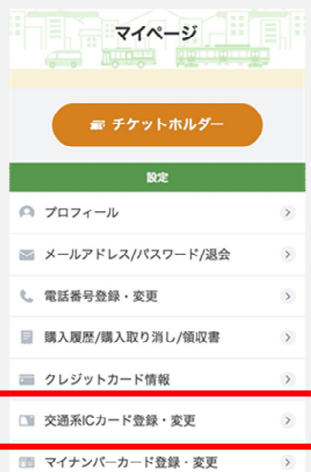 マイページ
チケットホルダー
設定
プロフィール
メールアドレス/パスワード/退会
電話番号登録・変更
購入履歴/購入取り消し/領収書
クレジットカード情報
交通系ICカード登録・変更
マイナンバーカード登録・変更